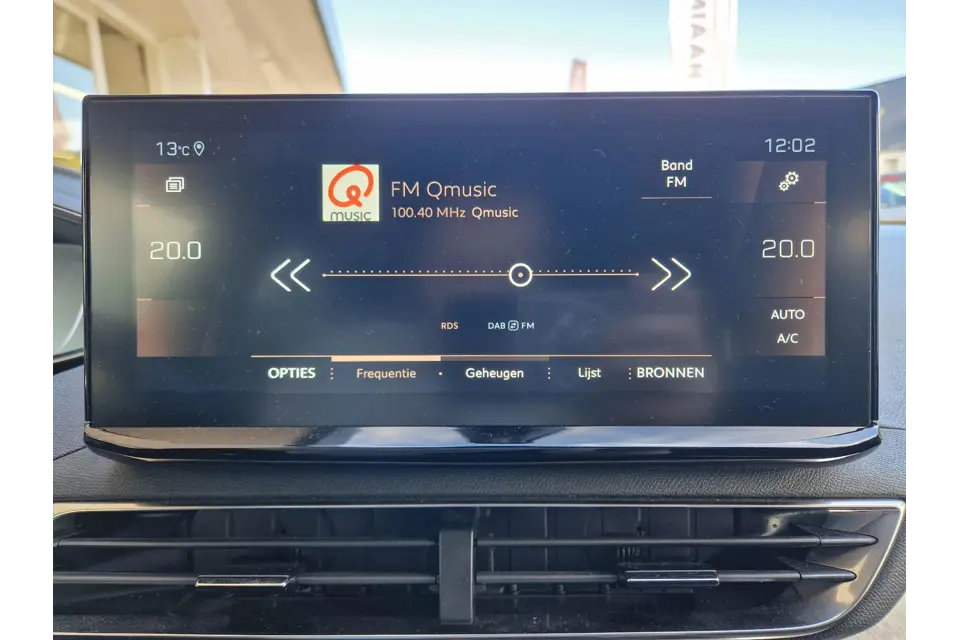 13°C
12:02
MUSIC
FM Qmusic
100.40 MHz Qmusic
Band
FM
20.0
20.0
RDS
DAB FM
AUTO
A/C
OPTIES
Frequentie
Geheugen
Lijst
BRONNEN